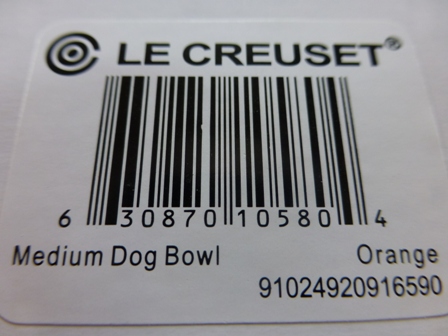 LE CREUSET®
6 30870 10580 4
Medium Dog Bowl Orange
91024920916590